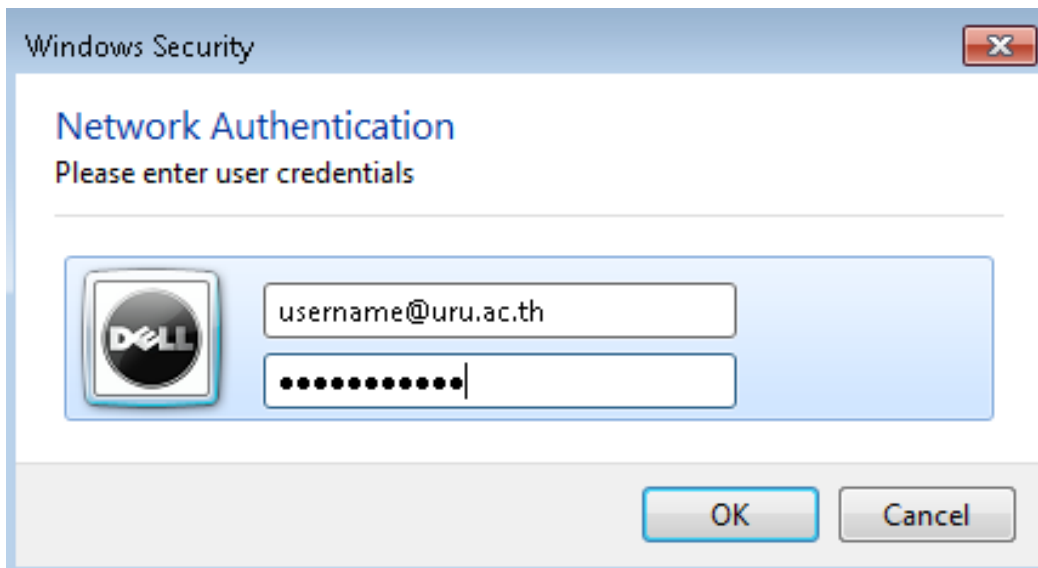 Windows Security
Network Authentication
Please enter user credentials
DELL
username@uru.ac.th
●●●●●●●●●●●
OK
Cancel